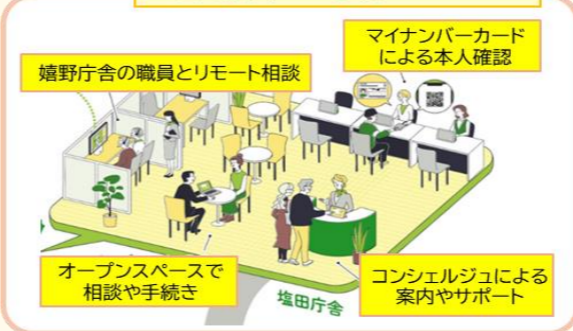 マイナンバーカード
による本人確認
嬉野庁舎の職員とリモート相談
オープンスペースで
相談や手続き
コンシェルジュによる
案内やサポート
塩田庁舎